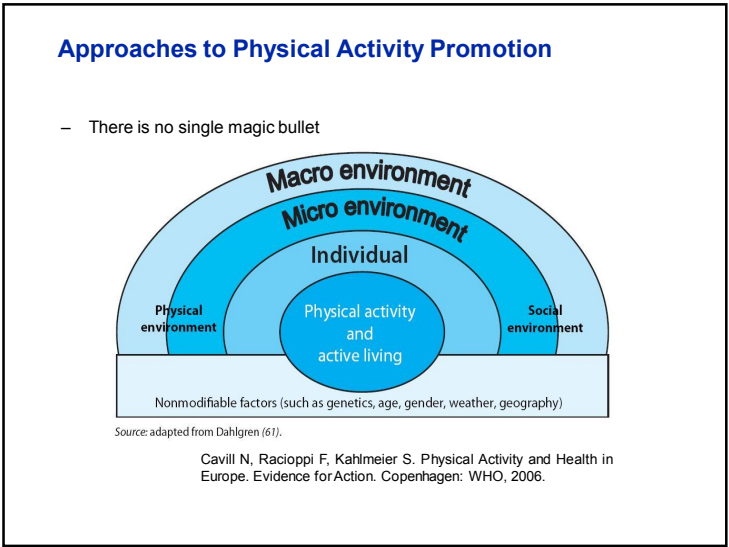 Approaches to Physical Activity Promotion
– There is no single magic bullet
Macro environment
Micro environment
Individual
Physical
environment
Physical activity
and
active living
Social
environment
Nonmodifiable factors (such as genetics, age, gender, weather, geography)
Source: adapted from Dahlgren (61).
Cavill N, Racioppi F, Kahlmeier S. Physical Activity and Health in
Europe. Evidence for Action. Copenhagen: WHO, 2006.